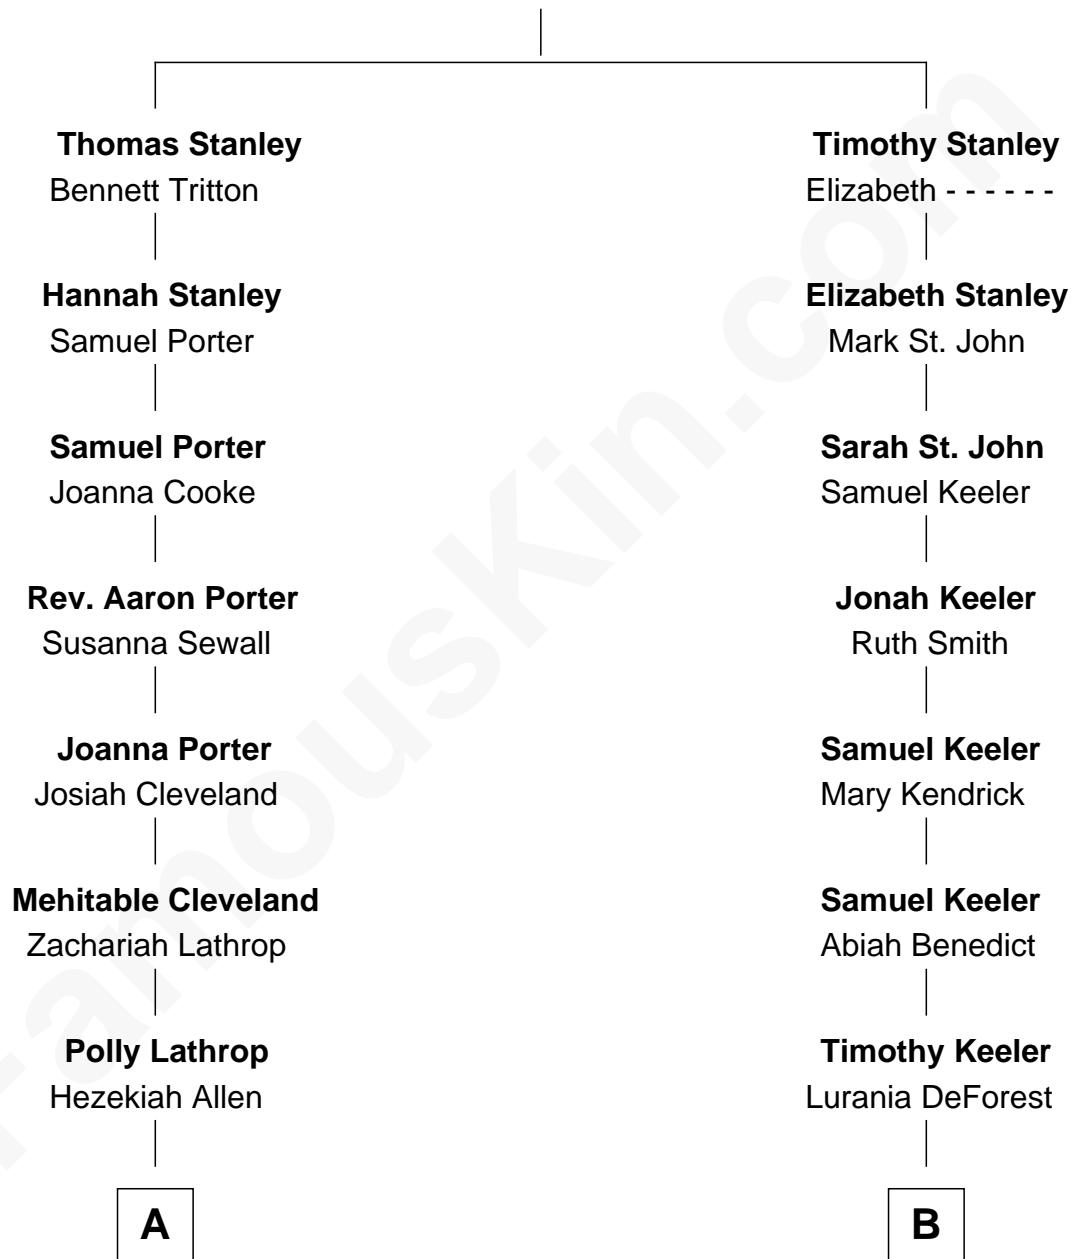 Thomas Stanley
Bennett Tritton
Hannah Stanley
Samuel Porter
Samuel Porter
Joanna Cooke
Rev. Aaron Porter
Susanna Sewall
Joanna Porter
Josiah Cleveland
Mehitable Cleveland
Zachariah Lathrop
Polly Lathrop
Hezekiah Allen
A
Timothy Stanley
Elizabeth - - - - - -
Elizabeth Stanley
Mark St. John
Sarah St. John
Samuel Keeler
Jonah Keeler
Ruth Smith
Samuel Keeler
Mary Kendrick
Samuel Keeler
Abiah Benedict
Timothy Keeler
Lurania DeForest
B
FamousKin.com